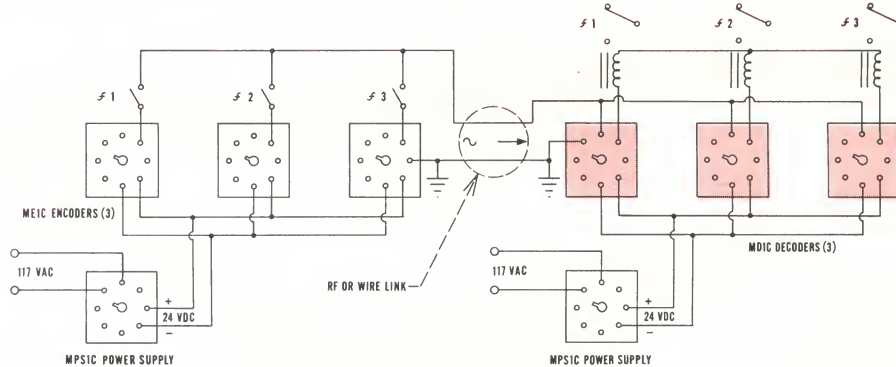 ƒ 1
ƒ 2
ƒ 3
ƒ 1
ƒ 2
ƒ 3
ME1C ENCODERS (3)
MD1C DECODERS (3)
117 VAC
+
24 VDC
−
RF OR WIRE LINK
117 VAC
+
24 VDC
−
MPS1C POWER SUPPLY
MPS1C POWER SUPPLY